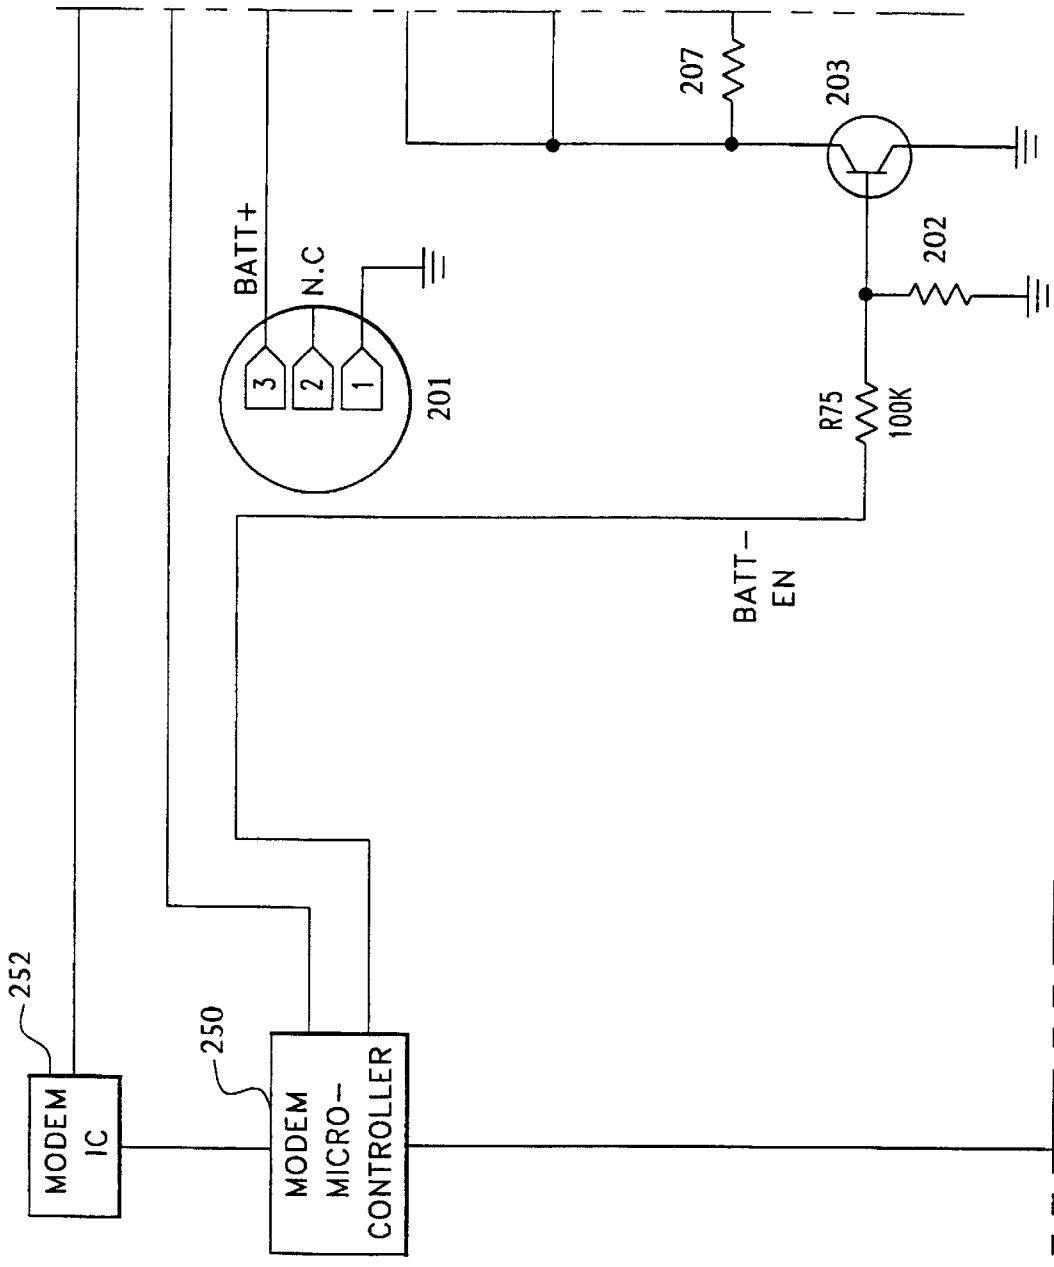 252
MODEM
IC
250
MODEM
MICRO-
CONTROLLER
BATT+
N.C
3
2
1
201
BATT-
EN
R75
100K
202
203
207